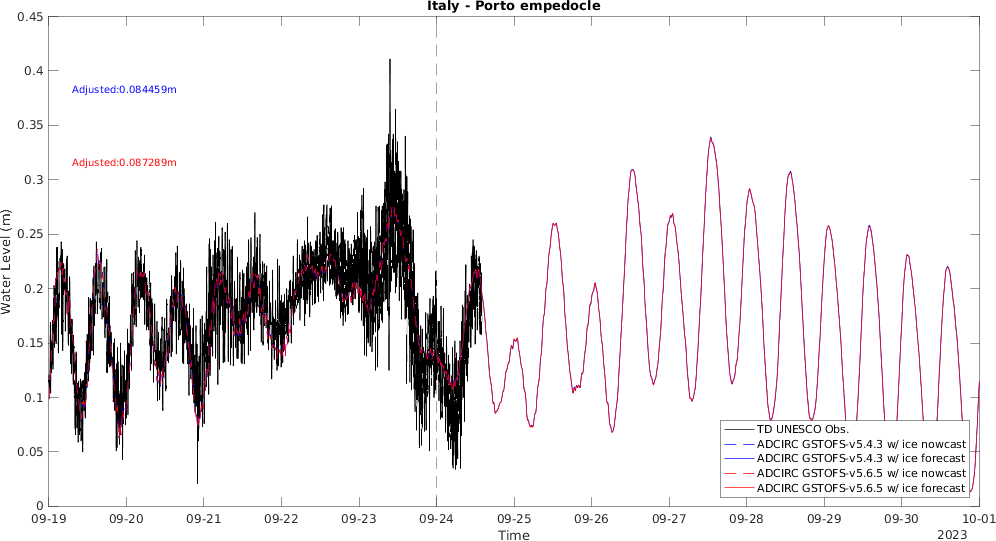 Italy - Porto empedocle
0.45
0.4
0.35
0.3
0.25
0.2
0.15
0.1
0.05
0
Water Level (m)
Adjusted:0.084459m
Adjusted:0.087289m
TD UNESCO Obs.
ADCIRC GSTOFS-v5.4.3 w/ ice nowcast
ADCIRC GSTOFS-v5.4.3 w/ ice forecast
ADCIRC GSTOFS-v5.6.5 w/ ice nowcast
ADCIRC GSTOFS-v5.6.5 w/ ice forecast
09-19 09-20 09-21 09-22 09-23 09-24 09-25 09-26 09-27 09-28 09-29 09-30 10-01
Time
2023